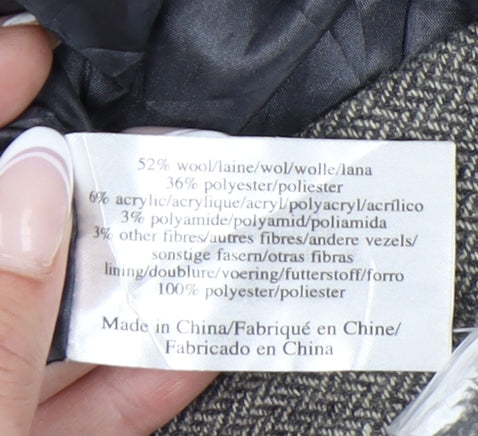 52% wool/laine/wol/wolle/lana
36% polyester/poliester
6% acrylic/acrylique/acryl/polyacryl/acrílico
3% polyamide/polyamid/poliamida
3% other fibres/autres fibres/andere vezels/
sonstige fasern/otras fibras
lining/doublure/voering/futterstoff/forro
100% polyester/poliester
Made in China/Fabriqué en Chine/
Fabricado en China